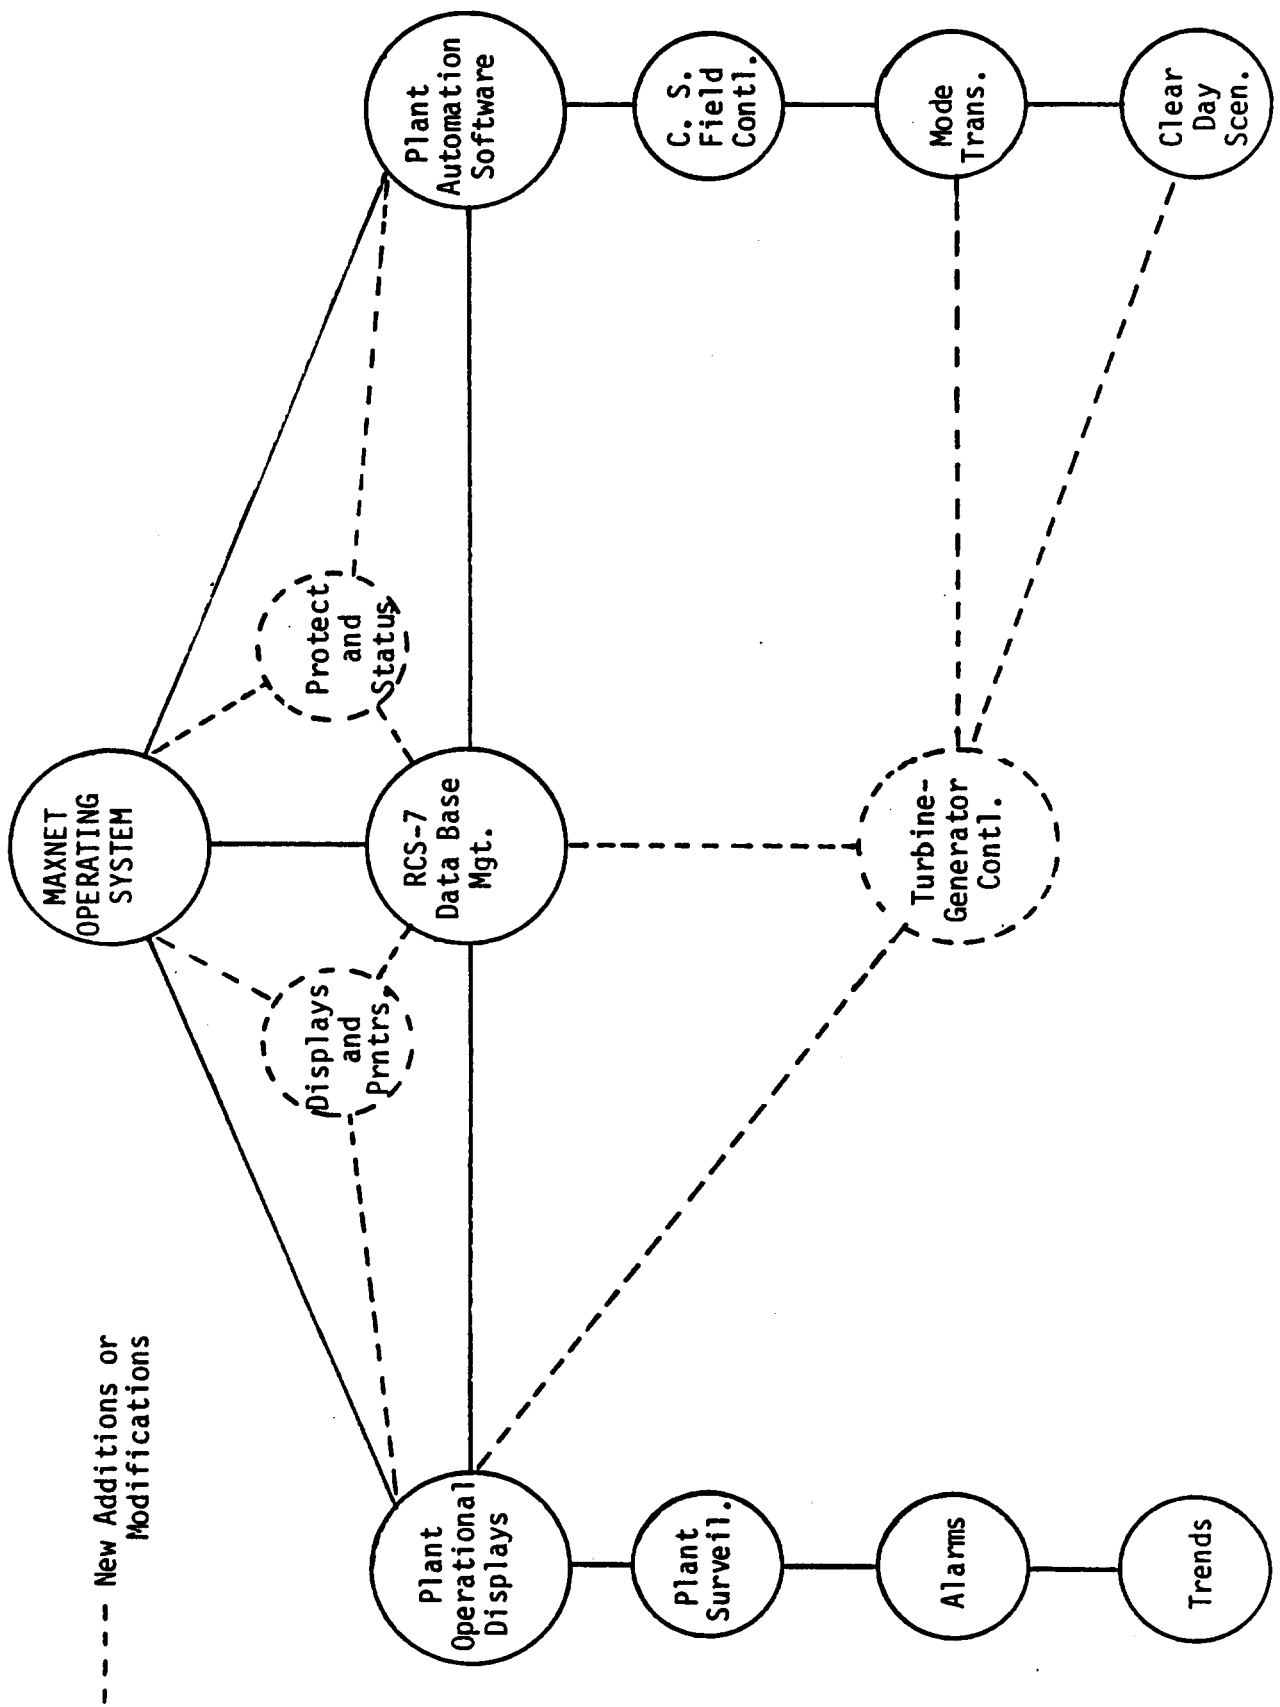 ---- New Additions or
Modifications
MAXNET
OPERATING
SYSTEM
Displays
and
Prntrs.
Protect
and
Status
Plant
Operational
Displays
RCS-7
Data Base
Mgt.
Plant
Automation
Software
Plant
Surveil.
C. S.
Field
Contl.
Alarms
Turbine-
Generator
Contl.
Mode
Trans.
Trends
Clear
Day
Scen.